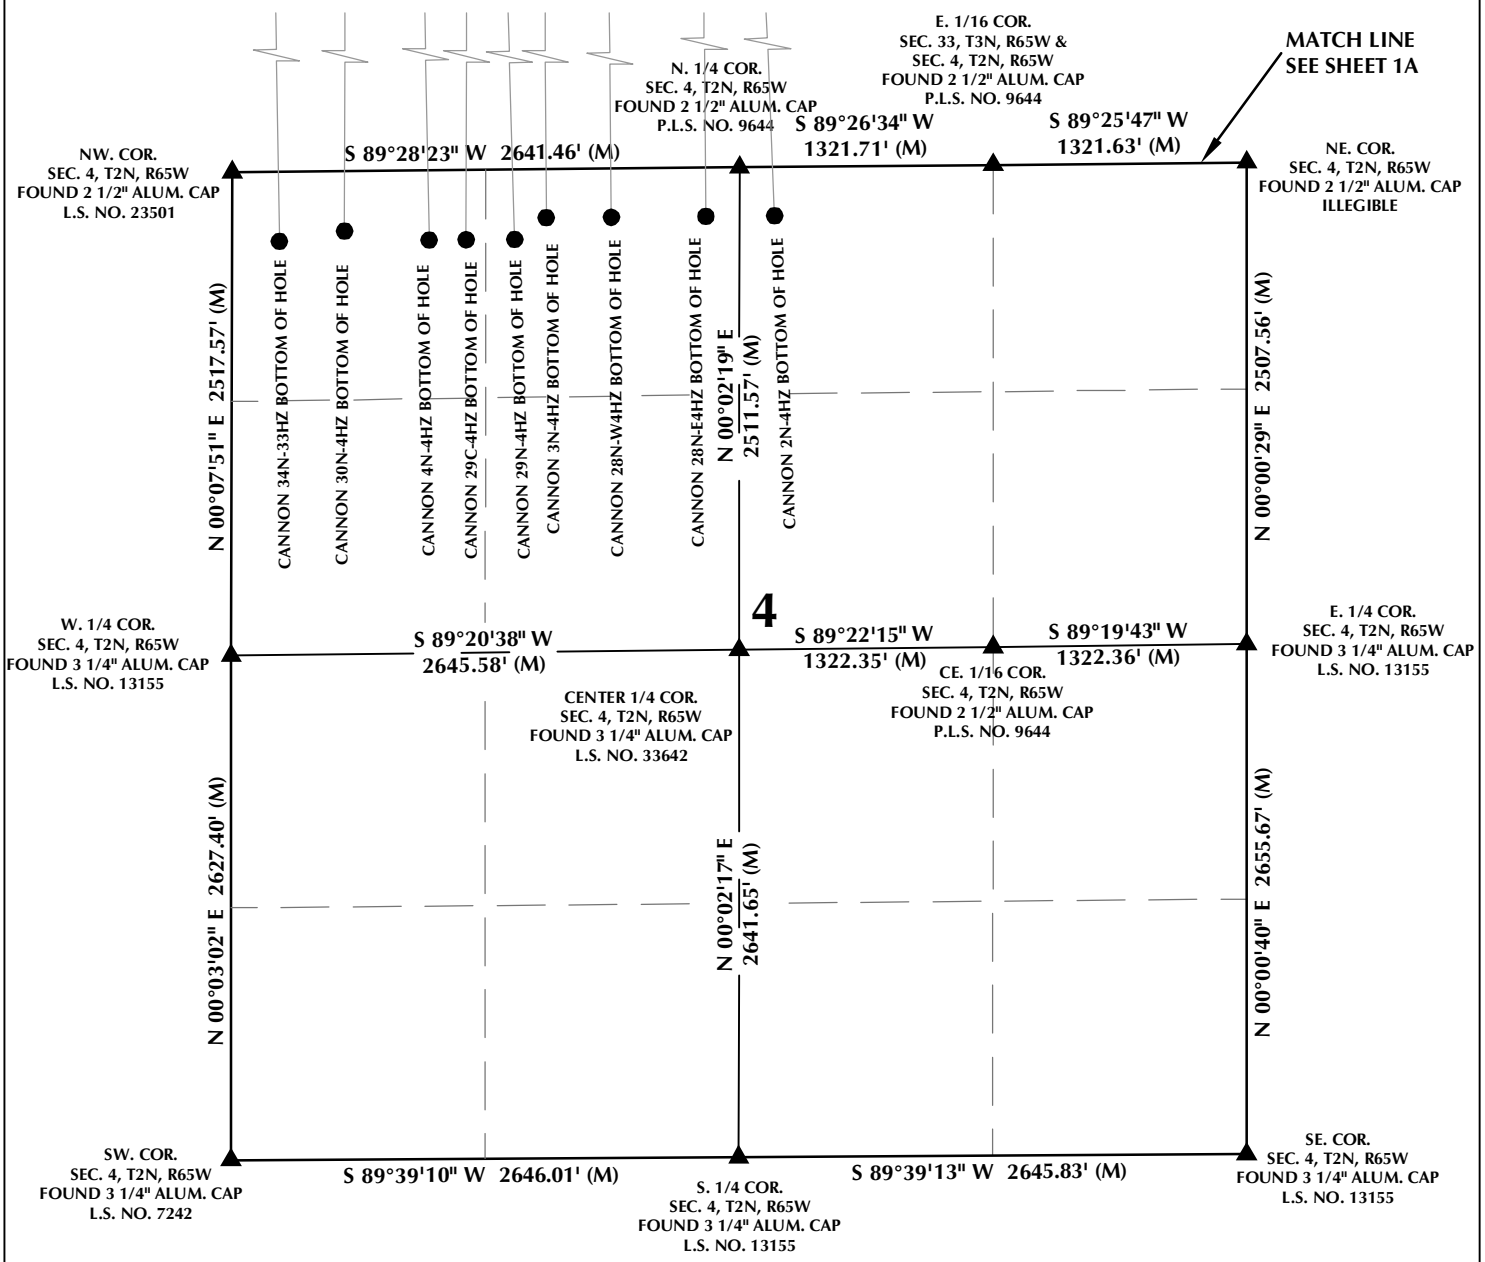 E. 1/16 COR.
SEC. 33, T3N, R65W &
SEC. 4, T2N, R65W
FOUND 2 1/2" ALUM. CAP
P.L.S. NO. 9644
MATCH LINE
SEE SHEET 1A
N. 1/4 COR.
SEC. 4, T2N, R65W
FOUND 2 1/2" ALUM. CAP
P.L.S. NO. 9644
S 89°26'34" W
1321.71' (M)
S 89°25'47" W
1321.63' (M)
NW. COR.
SEC. 4, T2N, R65W
FOUND 2 1/2" ALUM. CAP
L.S. NO. 23501
S 89°28'23" W 2641.46' (M)
NE. COR.
SEC. 4, T2N, R65W
FOUND 2 1/2" ALUM. CAP
ILLEGIBLE
N 00°07'51" E 2517.57' (M)
CANNON 34N-33HZ BOTTOM OF HOLE
CANNON 30N-4HZ BOTTOM OF HOLE
CANNON 4N-4HZ BOTTOM OF HOLE
CANNON 29C-4HZ BOTTOM OF HOLE
CANNON 29N-4HZ BOTTOM OF HOLE
CANNON 3N-4HZ BOTTOM OF HOLE
CANNON 28N-W4HZ BOTTOM OF HOLE
CANNON 28N-E4HZ BOTTOM OF HOLE
N 00°02'19" E
2511.57' (M)
CANNON 2N-4HZ BOTTOM OF HOLE
N 00°00'29" E 2507.56' (M)
4
W. 1/4 COR.
SEC. 4, T2N, R65W
FOUND 3 1/4" ALUM. CAP
L.S. NO. 13155
S 89°20'38" W
2645.58' (M)
S 89°22'15" W
1322.35' (M)
S 89°19'43" W
1322.36' (M)
E. 1/4 COR.
SEC. 4, T2N, R65W
FOUND 3 1/4" ALUM. CAP
L.S. NO. 13155
CENTER 1/4 COR.
SEC. 4, T2N, R65W
FOUND 3 1/4" ALUM. CAP
L.S. NO. 33642
CE. 1/16 COR.
SEC. 4, T2N, R65W
FOUND 2 1/2" ALUM. CAP
P.L.S. NO. 9644
N 00°03'02" E 2627.40' (M)
N 00°02'17" E
2641.65' (M)
N 00°00'40" E 2655.67' (M)
SW. COR.
SEC. 4, T2N, R65W
FOUND 3 1/4" ALUM. CAP
L.S. NO. 7242
S 89°39'10" W 2646.01' (M)
S. 1/4 COR.
SEC. 4, T2N, R65W
FOUND 3 1/4" ALUM. CAP
L.S. NO. 13155
S 89°39'13" W 2645.83' (M)
SE. COR.
SEC. 4, T2N, R65W
FOUND 3 1/4" ALUM. CAP
L.S. NO. 13155